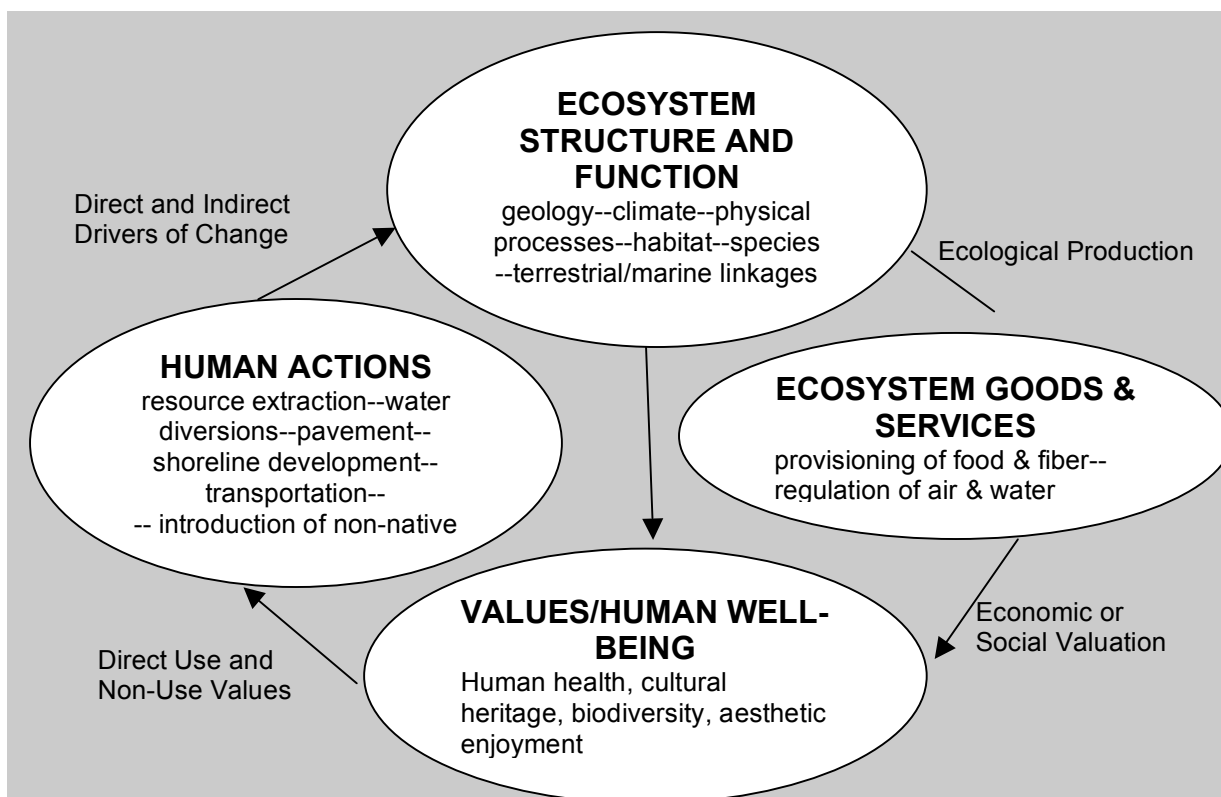 ECOSYSTEM
STRUCTURE AND
FUNCTION
geology--climate--physical
processes--habitat--species
--terrestrial/marine linkages
Direct and Indirect
Drivers of Change
Ecological Production
HUMAN ACTIONS
resource extraction--water
diversions--pavement--
shoreline development--
transportation--
-- introduction of non-native
ECOSYSTEM GOODS &
SERVICES
provisioning of food & fiber--
regulation of air & water
VALUES/HUMAN WELL-
BEING
Human health, cultural
heritage, biodiversity, aesthetic
enjoyment
Economic or
Social Valuation
Direct Use and
Non-Use Values